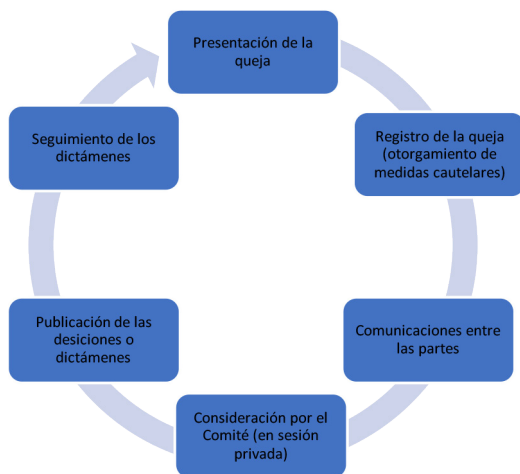 Presentación de la
queja
Registro de la queja
(otorgamiento de
medidas cautelares)
Comunicaciones entre
las partes
Consideración por el
Comité (en sesión
privada)
Publicación de las
desiciones o
dictámenes
Seguimiento de los
dictámenes